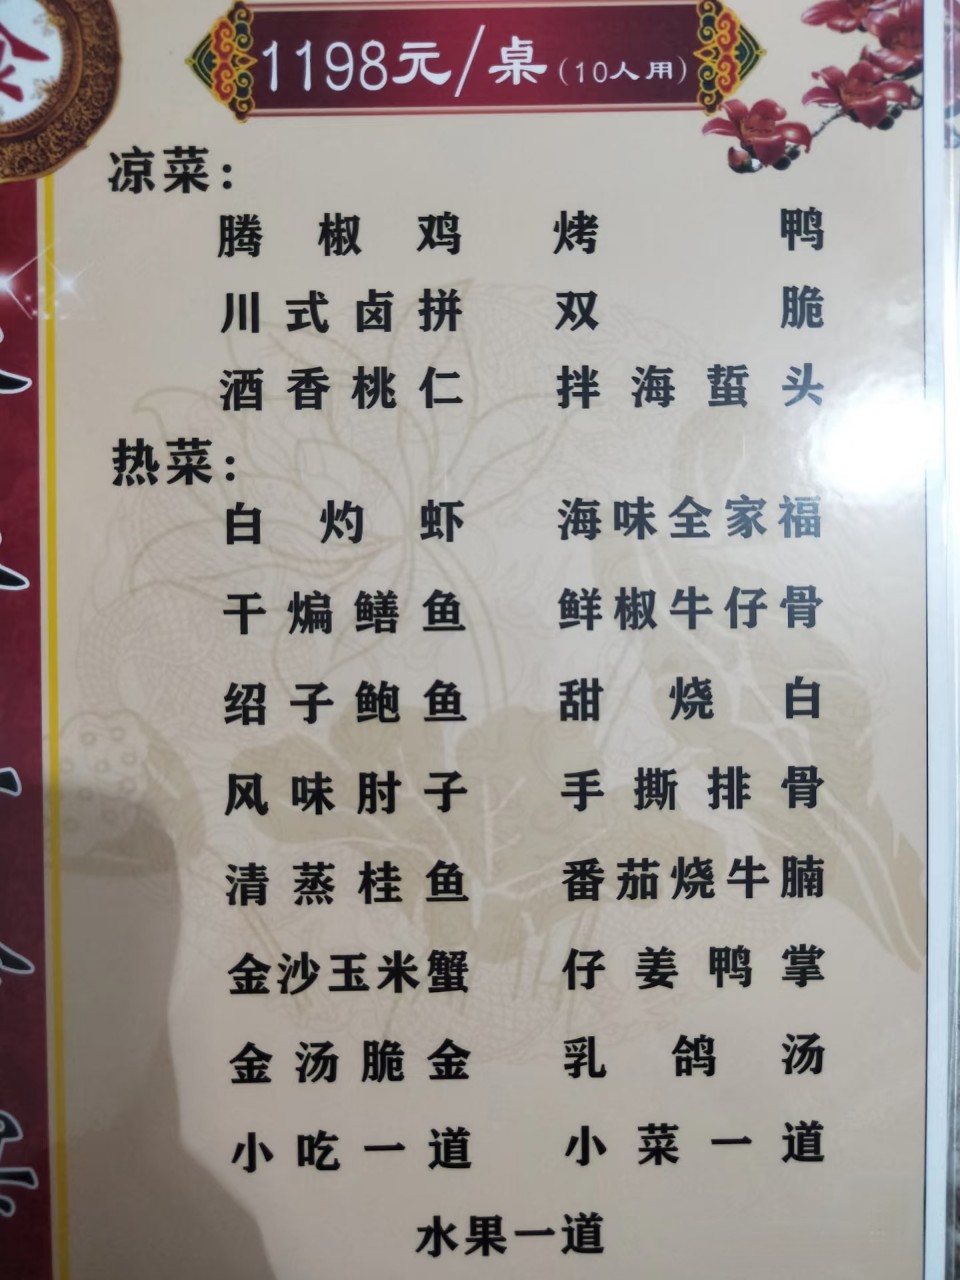 1198元/桌(10人用)
凉菜：
腾椒鸡 烤鸭
川式卤拼 双脆
酒香桃仁 拌海蜇头
热菜：
白灼虾 海味全家福
干煸鳝鱼 鲜椒牛仔骨
绍子鲍鱼 甜烧白
风味肘子 手撕排骨
清蒸桂鱼 番茄烧牛腩
金沙玉米蟹 仔姜鸭掌
金汤脆金 乳鸽汤
小吃一道 小菜一道
水果一道